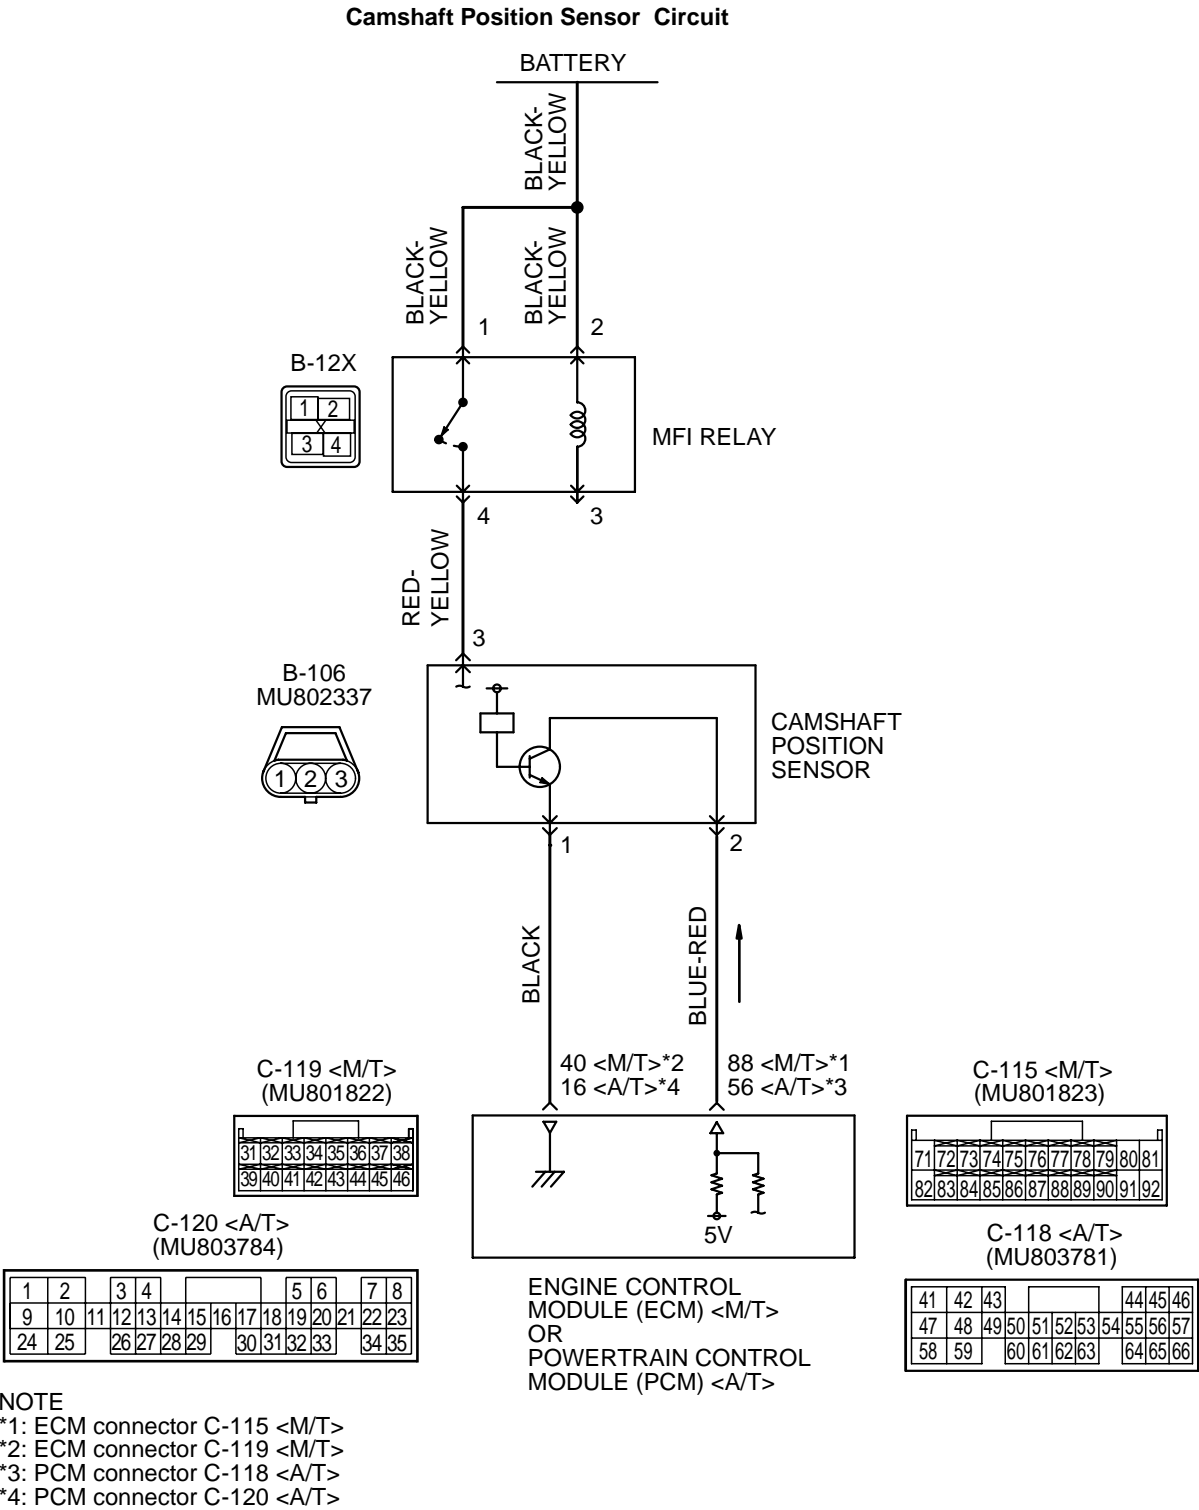 Camshaft Position Sensor Circuit
BATTERY
BLACK-
YELLOW
BLACK-
YELLOW
BLACK-
YELLOW
1
2
B-12X
1 2
X
3 4
MFI RELAY
4
3
RED-
YELLOW
3
B-106
MU802337
1 2 3
CAMSHAFT
POSITION
SENSOR
1
2
BLACK
BLUE-RED
40 <M/T>*2
16 <A/T>*4
88 <M/T>*1
56 <A/T>*3
C-119 <M/T>
(MU801822)
31 32 33 34 35 36 37 38
39 40 41 42 43 44 45 46
C-115 <M/T>
(MU801823)
71 72 73 74 75 76 77 78 79 80 81
82 83 84 85 86 87 88 89 90 91 92
5V
C-120 <A/T>
(MU803784)
1 2 3 4 5 6 7 8
9 10 11 12 13 14 15 16 17 18 19 20 21 22 23
24 25 26 27 28 29 30 31 32 33 34 35
C-118 <A/T>
(MU803781)
41 42 43 44 45 46
47 48 49 50 51 52 53 54 55 56 57
58 59 60 61 62 63 64 65 66
ENGINE CONTROL
MODULE (ECM) <M/T>
OR
POWERTRAIN CONTROL
MODULE (PCM) <A/T>
NOTE
*1: ECM connector C-115 <M/T>
*2: ECM connector C-119 <M/T>
*3: PCM connector C-118 <A/T>
*4: PCM connector C-120 <A/T>